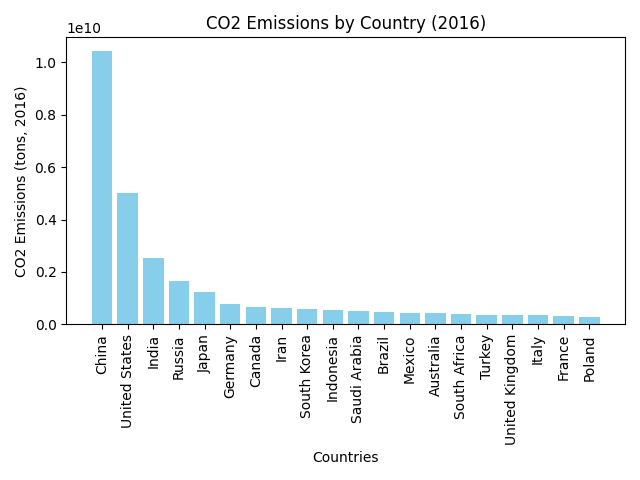 CO2 Emissions by Country (2016)
1e10
1.0
0.8
0.6
0.4
0.2
0.0
CO2 Emissions (tons, 2016)
China
United States
India
Russia
Japan
Germany
Canada
Iran
South Korea
Indonesia
Saudi Arabia
Brazil
Mexico
Australia
South Africa
Turkey
United Kingdom
Italy
France
Poland
Countries